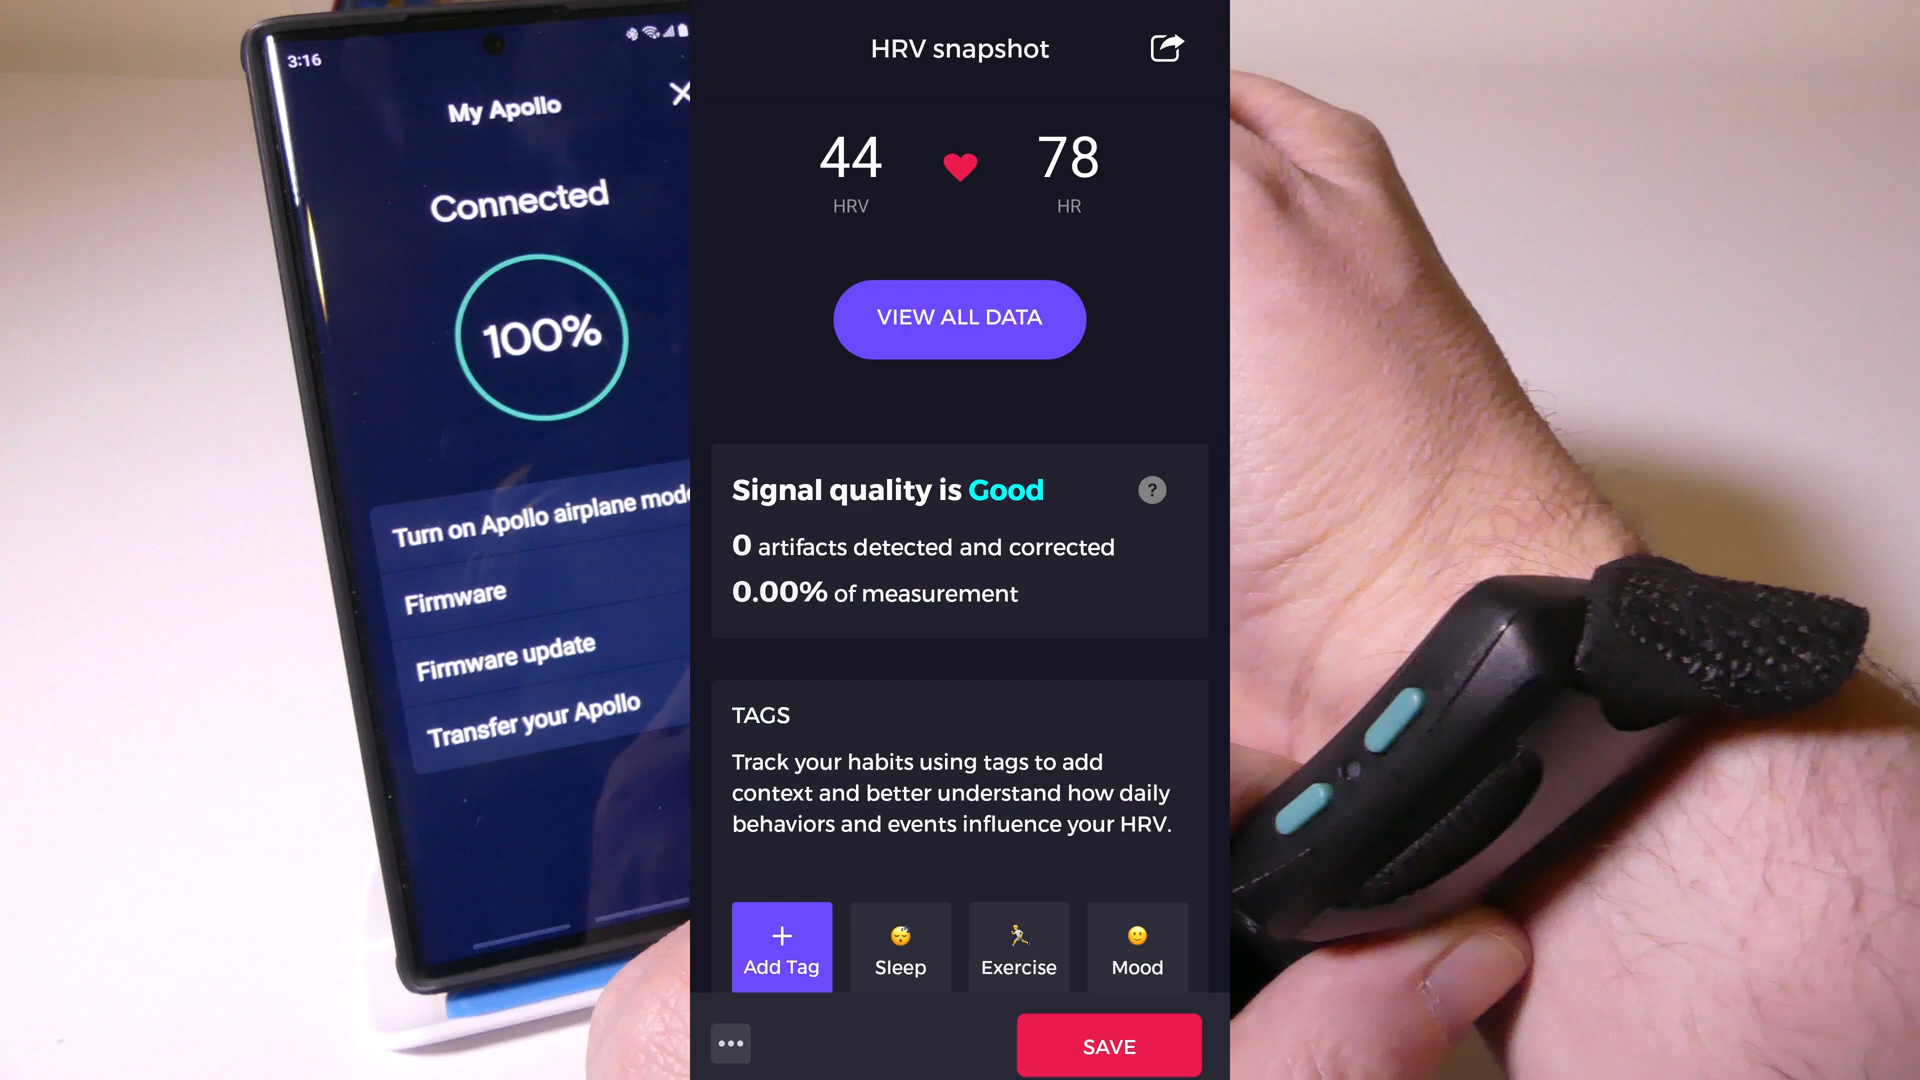 3:16
My Apollo
Connected
100%
Turn on Apollo airplane mode
Firmware
Firmware update
Transfer your Apollo
HRV snapshot
44
HRV
78
HR
VIEW ALL DATA
Signal quality is Good
?
0 artifacts detected and corrected
0.00% of measurement
TAGS
Track your habits using tags to add
context and better understand how daily
behaviors and events influence your HRV.
+
Add Tag
Sleep
Exercise
Mood
SAVE